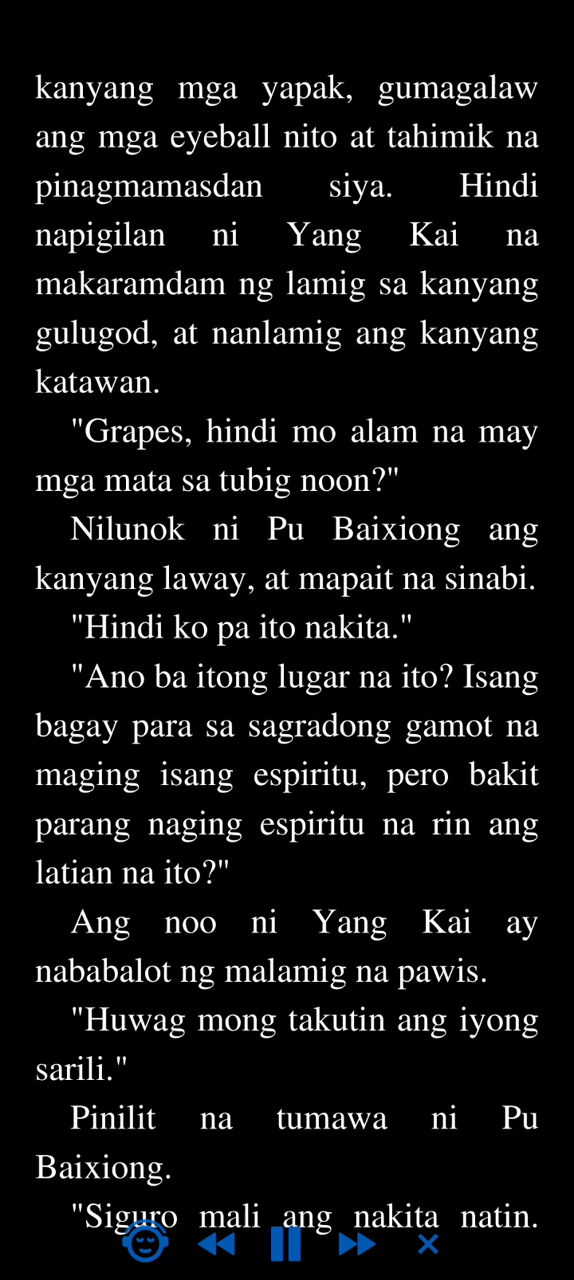 kanyang mga yapak, gumagalaw
ang mga eyeball nito at tahimik na
pinagmamasdan siya. Hindi
napigilan ni Yang Kai na
makaramdam ng lamig sa kanyang
gulugod, at nanlamig ang kanyang
katawan.
"Grapes, hindi mo alam na may
mga mata sa tubig noon?"
Nilunok ni Pu Baixiong ang
kanyang laway, at mapait na sinabi.
"Hindi ko pa ito nakita."
"Ano ba itong lugar na ito? Isang
bagay para sa sagradong gamot na
maging isang espiritu, pero bakit
parang naging espiritu na rin ang
latian na ito?"
Ang noo ni Yang Kai ay
nababalot ng malamig na pawis.
"Huwag mong takutin ang iyong
sarili."
Pinilit na tumawa ni Pu
Baixiong.
"Siguro mali ang nakita natin.